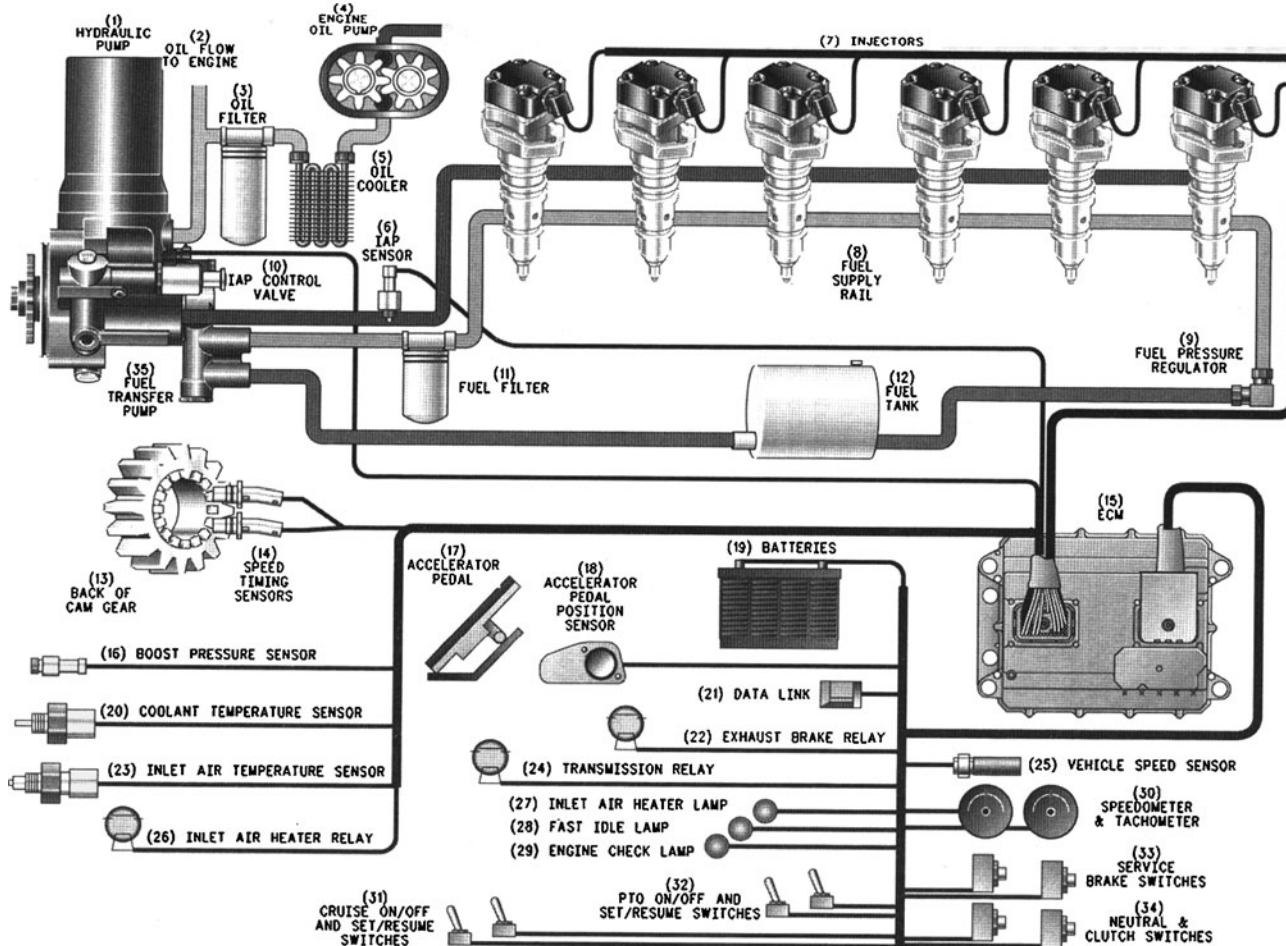 (1)
HYDRAULIC
PUMP
(2)
OIL FLOW
TO ENGINE
(3)
OIL
FILTER
(4)
ENGINE
OIL PUMP
(5)
OIL
COOLER
(6)
IAP
SENSOR
(7) INJECTORS
(8)
FUEL
SUPPLY
RAIL
(9)
FUEL PRESSURE
REGULATOR
(10)
IAP CONTROL
VALVE
(35)
FUEL
TRANSFER
PUMP
(11)
FUEL FILTER
(12)
FUEL
TANK
(13)
BACK OF
CAM GEAR
(14)
SPEED
TIMING
SENSORS
(15)
ECM
(17)
ACCELERATOR
PEDAL
(18)
ACCELERATOR
PEDAL
POSITION
SENSOR
(19) BATTERIES
(16) BOOST PRESSURE SENSOR
(20) COOLANT TEMPERATURE SENSOR
(21) DATA LINK
(22) EXHAUST BRAKE RELAY
(23) INLET AIR TEMPERATURE SENSOR
(24) TRANSMISSION RELAY
(25) VEHICLE SPEED SENSOR
(26) INLET AIR HEATER RELAY
(27) INLET AIR HEATER LAMP
(28) FAST IDLE LAMP
(29) ENGINE CHECK LAMP
(30)
SPEEDOMETER
& TACHOMETER
(31)
CRUISE ON/OFF
AND SET/RESUME
SWITCHES
(32)
PTO ON/OFF AND
SET/RESUME SWITCHES
(33)
SERVICE
BRAKE SWITCHES
(34)
NEUTRAL &
CLUTCH SWITCHES